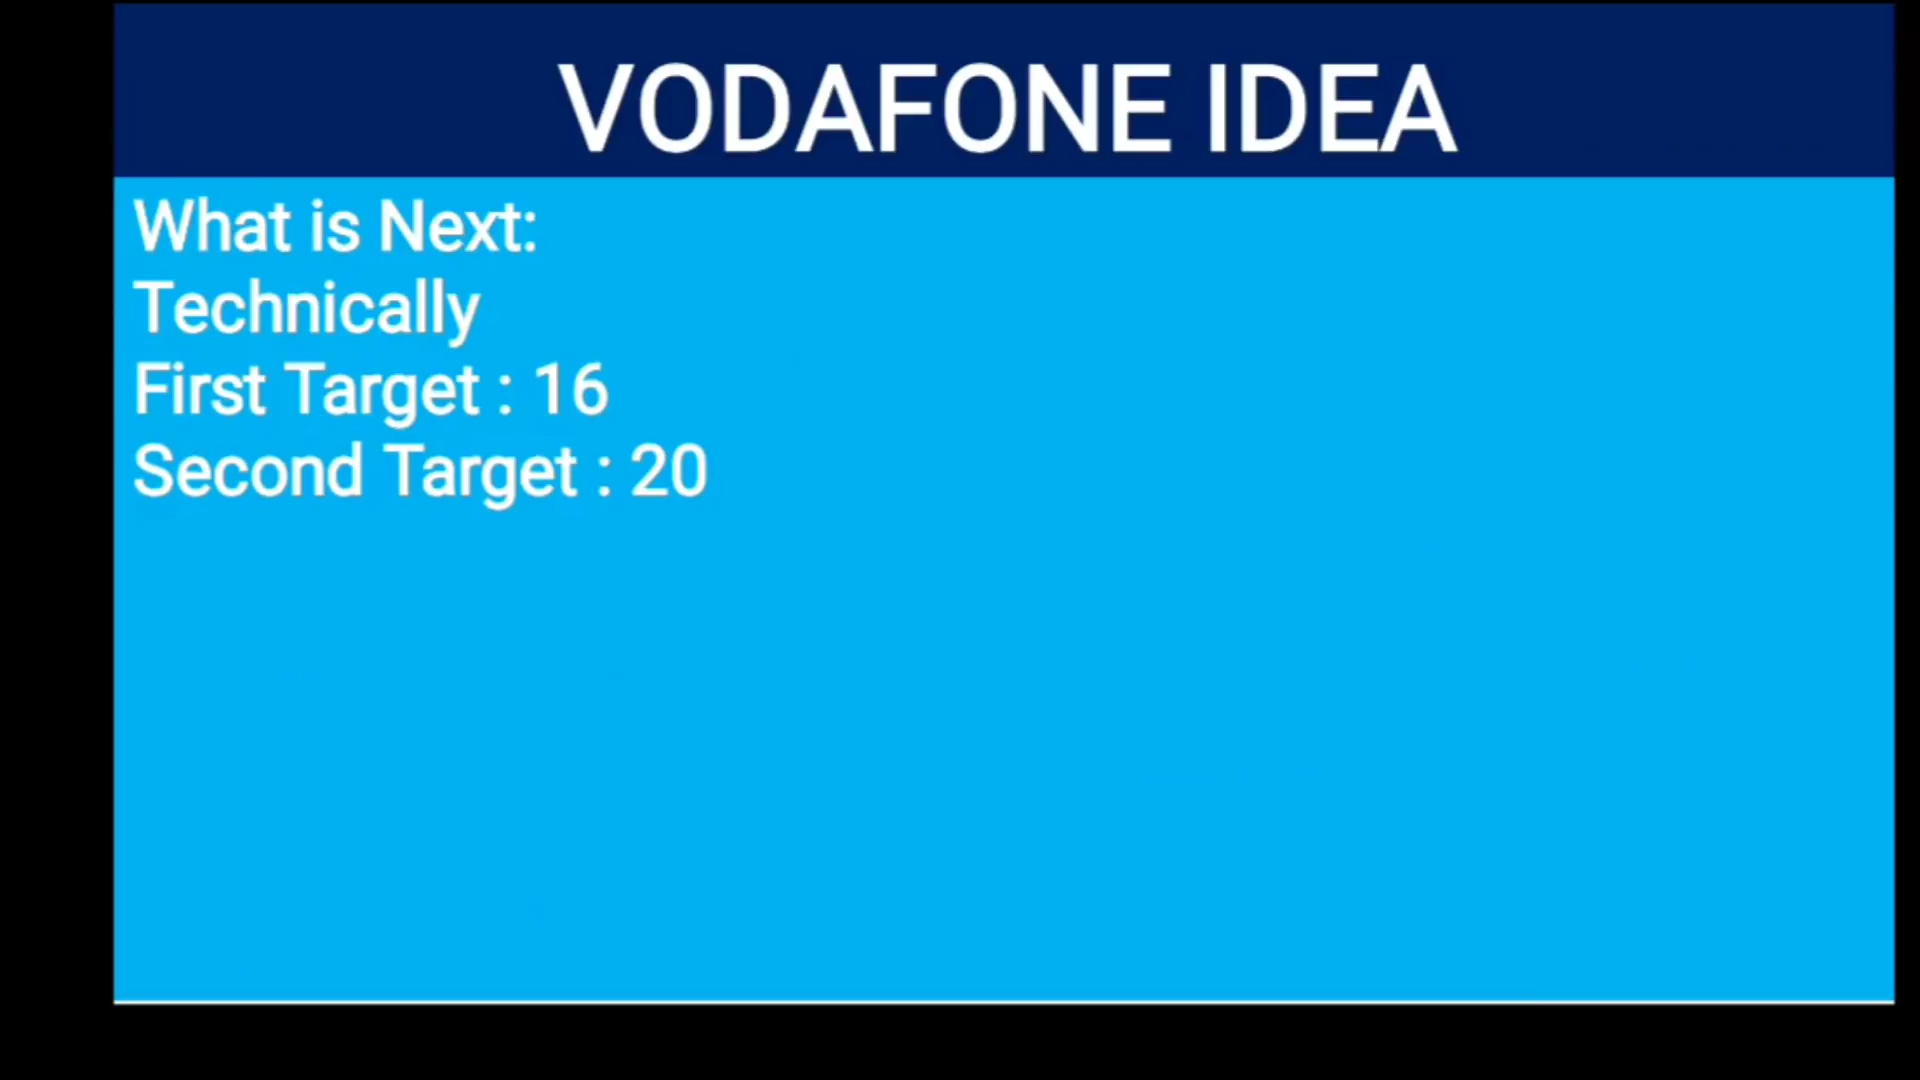 VODAFONE IDEA
What is Next:
Technically
First Target : 16
Second Target : 20